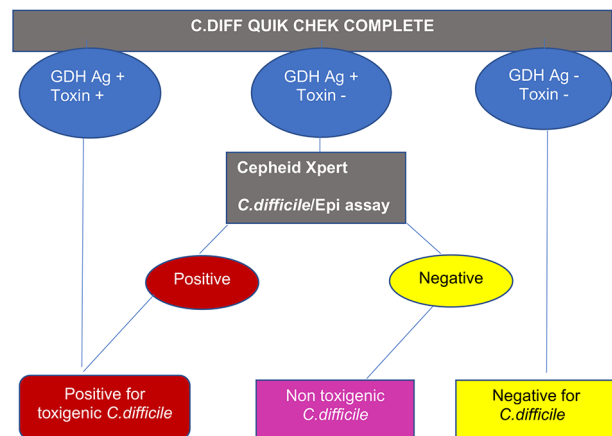 C.DIFF QUIK CHEK COMPLETE
GDH Ag +
Toxin +
GDH Ag +
Toxin -
GDH Ag -
Toxin -
Cepheid Xpert
C.difficile/Epi assay
Positive
Negative
Positive for
toxigenic C.difficile
Non toxigenic
C.difficile
Negative for
C.difficile